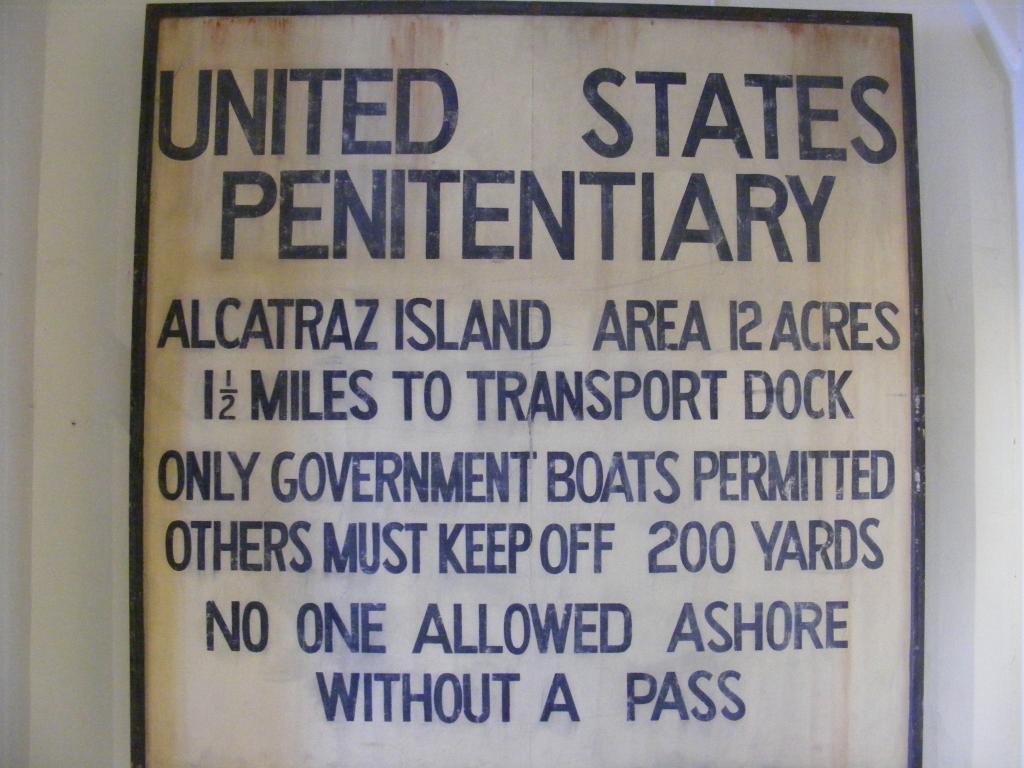 UNITED STATES
PENITENTIARY
ALCATRAZ ISLAND AREA 12 ACRES
1½ MILES TO TRANSPORT DOCK
ONLY GOVERNMENT BOATS PERMITTED
OTHERS MUST KEEP OFF 200 YARDS
NO ONE ALLOWED ASHORE
WITHOUT A PASS